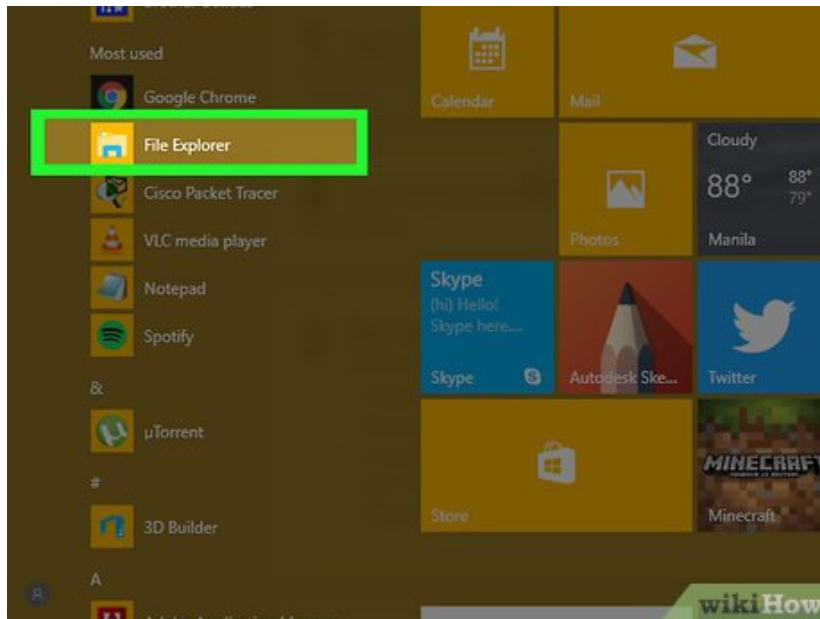 Most used
Google Chrome
File Explorer
Cisco Packet Tracer
VLC media player
Notepad
Spotify
&
µTorrent
#
3D Builder
A
Calendar
Mail
Photos
Cloudy
88° 88°
79°
Manila
Skype
(hi) Hello!
Skype here....
Skype
Autodesk Ske...
Twitter
Store
MINECRAFT
Minecraft
wikiHow